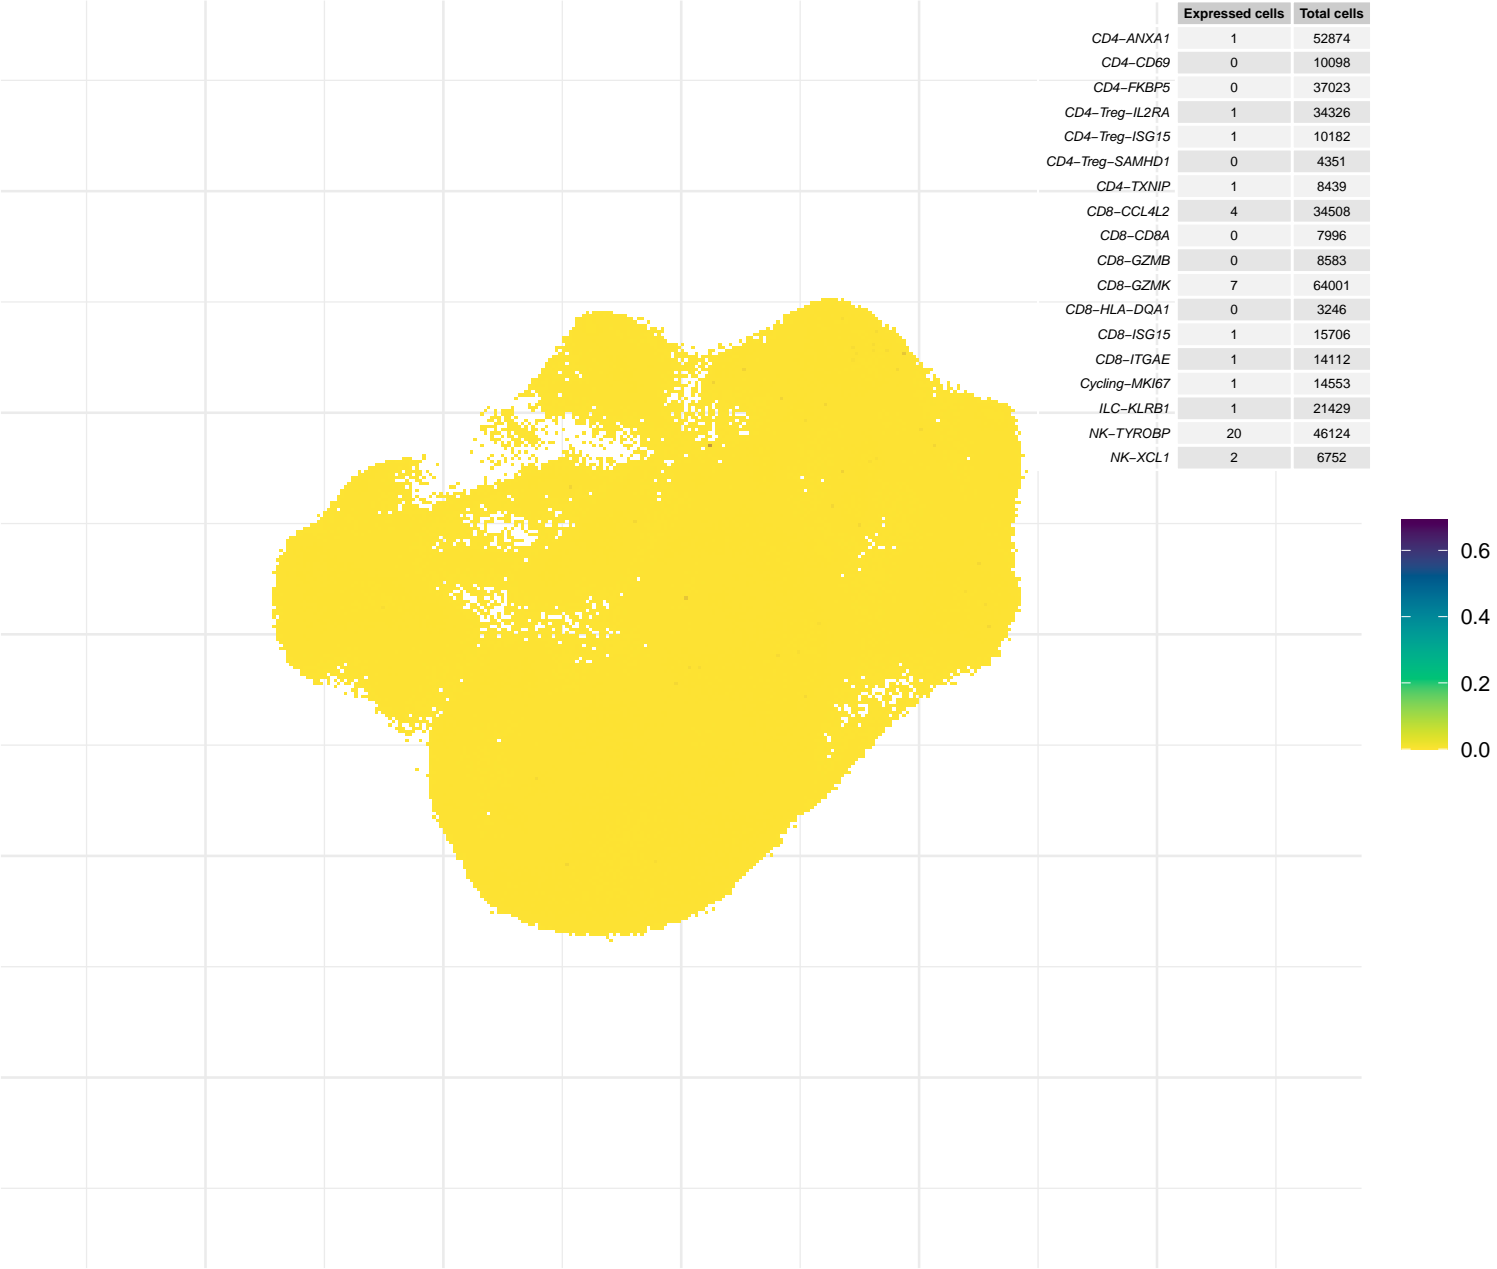 Expressed cells Total cells
CD4−ANXA1 1 52874
CD4−CD69 0 10098
CD4−FKBP5 0 37023
CD4−Treg−IL2RA 1 34326
CD4−Treg−ISG15 1 10182
CD4−Treg−SAMHD1 0 4351
CD4−TXNIP 1 8439
CD8−CCL4L2 4 34508
CD8−CD8A 0 7996
CD8−GZMB 0 8583
CD8−GZMK 7 64001
CD8−HLA−DQA1 0 3246
CD8−ISG15 1 15706
CD8−ITGAE 1 14112
Cycling−MKI67 1 14553
ILC−KLRB1 1 21429
NK−TYROBP 20 46124
NK−XCL1 2 6752
0.6
0.4
0.2
0.0